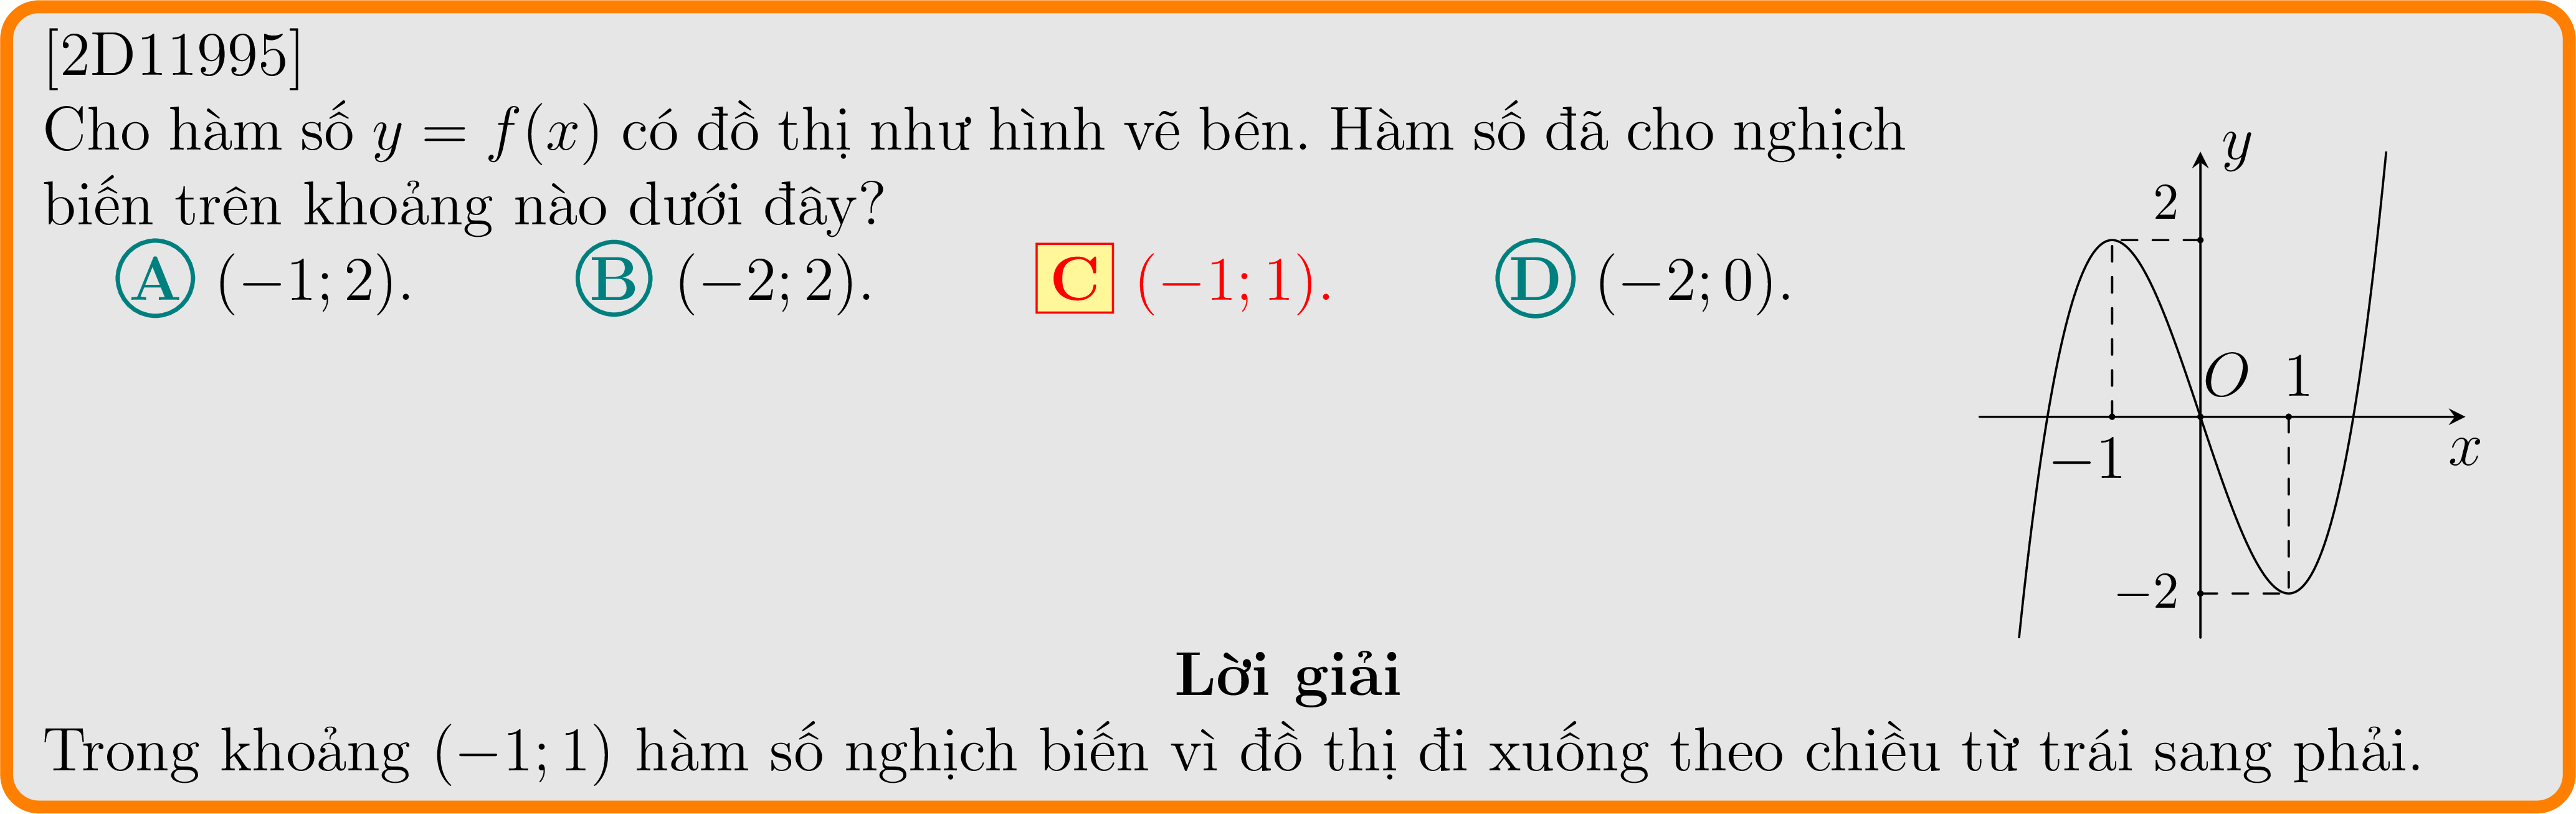 [2D11995]
Cho hàm số y = f(x) có đồ thị như hình vẽ bên. Hàm số đã cho nghịch
biến trên khoảng nào dưới đây?
A (−1; 2). B (−2; 2). C (−1; 1). D (−2; 0).
y
2
O 1
−1
x
−2
Lời giải
Trong khoảng (−1; 1) hàm số nghịch biến vì đồ thị đi xuống theo chiều từ trái sang phải.